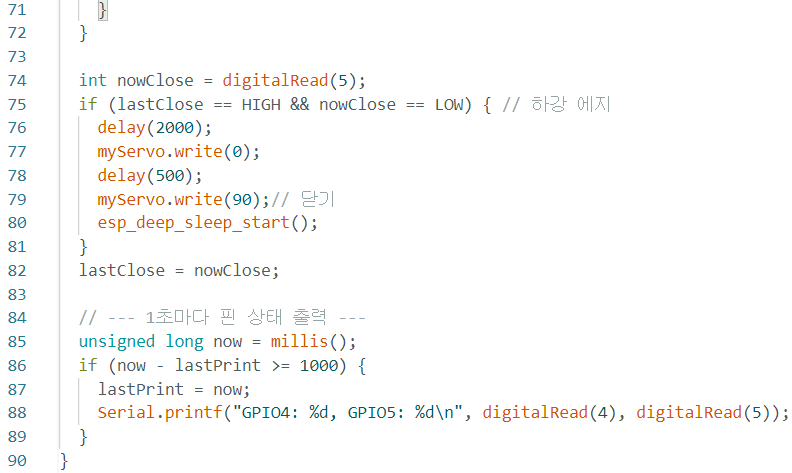 71 }
72 }
73
74 int nowClose = digitalRead(5);
75 if (lastClose == HIGH && nowClose == LOW) { // 하강 에지
76 delay(2000);
77 myServo.write(0);
78 delay(500);
79 myServo.write(90);// 닫기
80 esp_deep_sleep_start();
81 }
82 lastClose = nowClose;
83
84 // --- 1초마다 핀 상태 출력 ---
85 unsigned long now = millis();
86 if (now - lastPrint >= 1000) {
87 lastPrint = now;
88 Serial.printf("GPIO4: %d, GPIO5: %d\n", digitalRead(4), digitalRead(5));
89 }
90 }